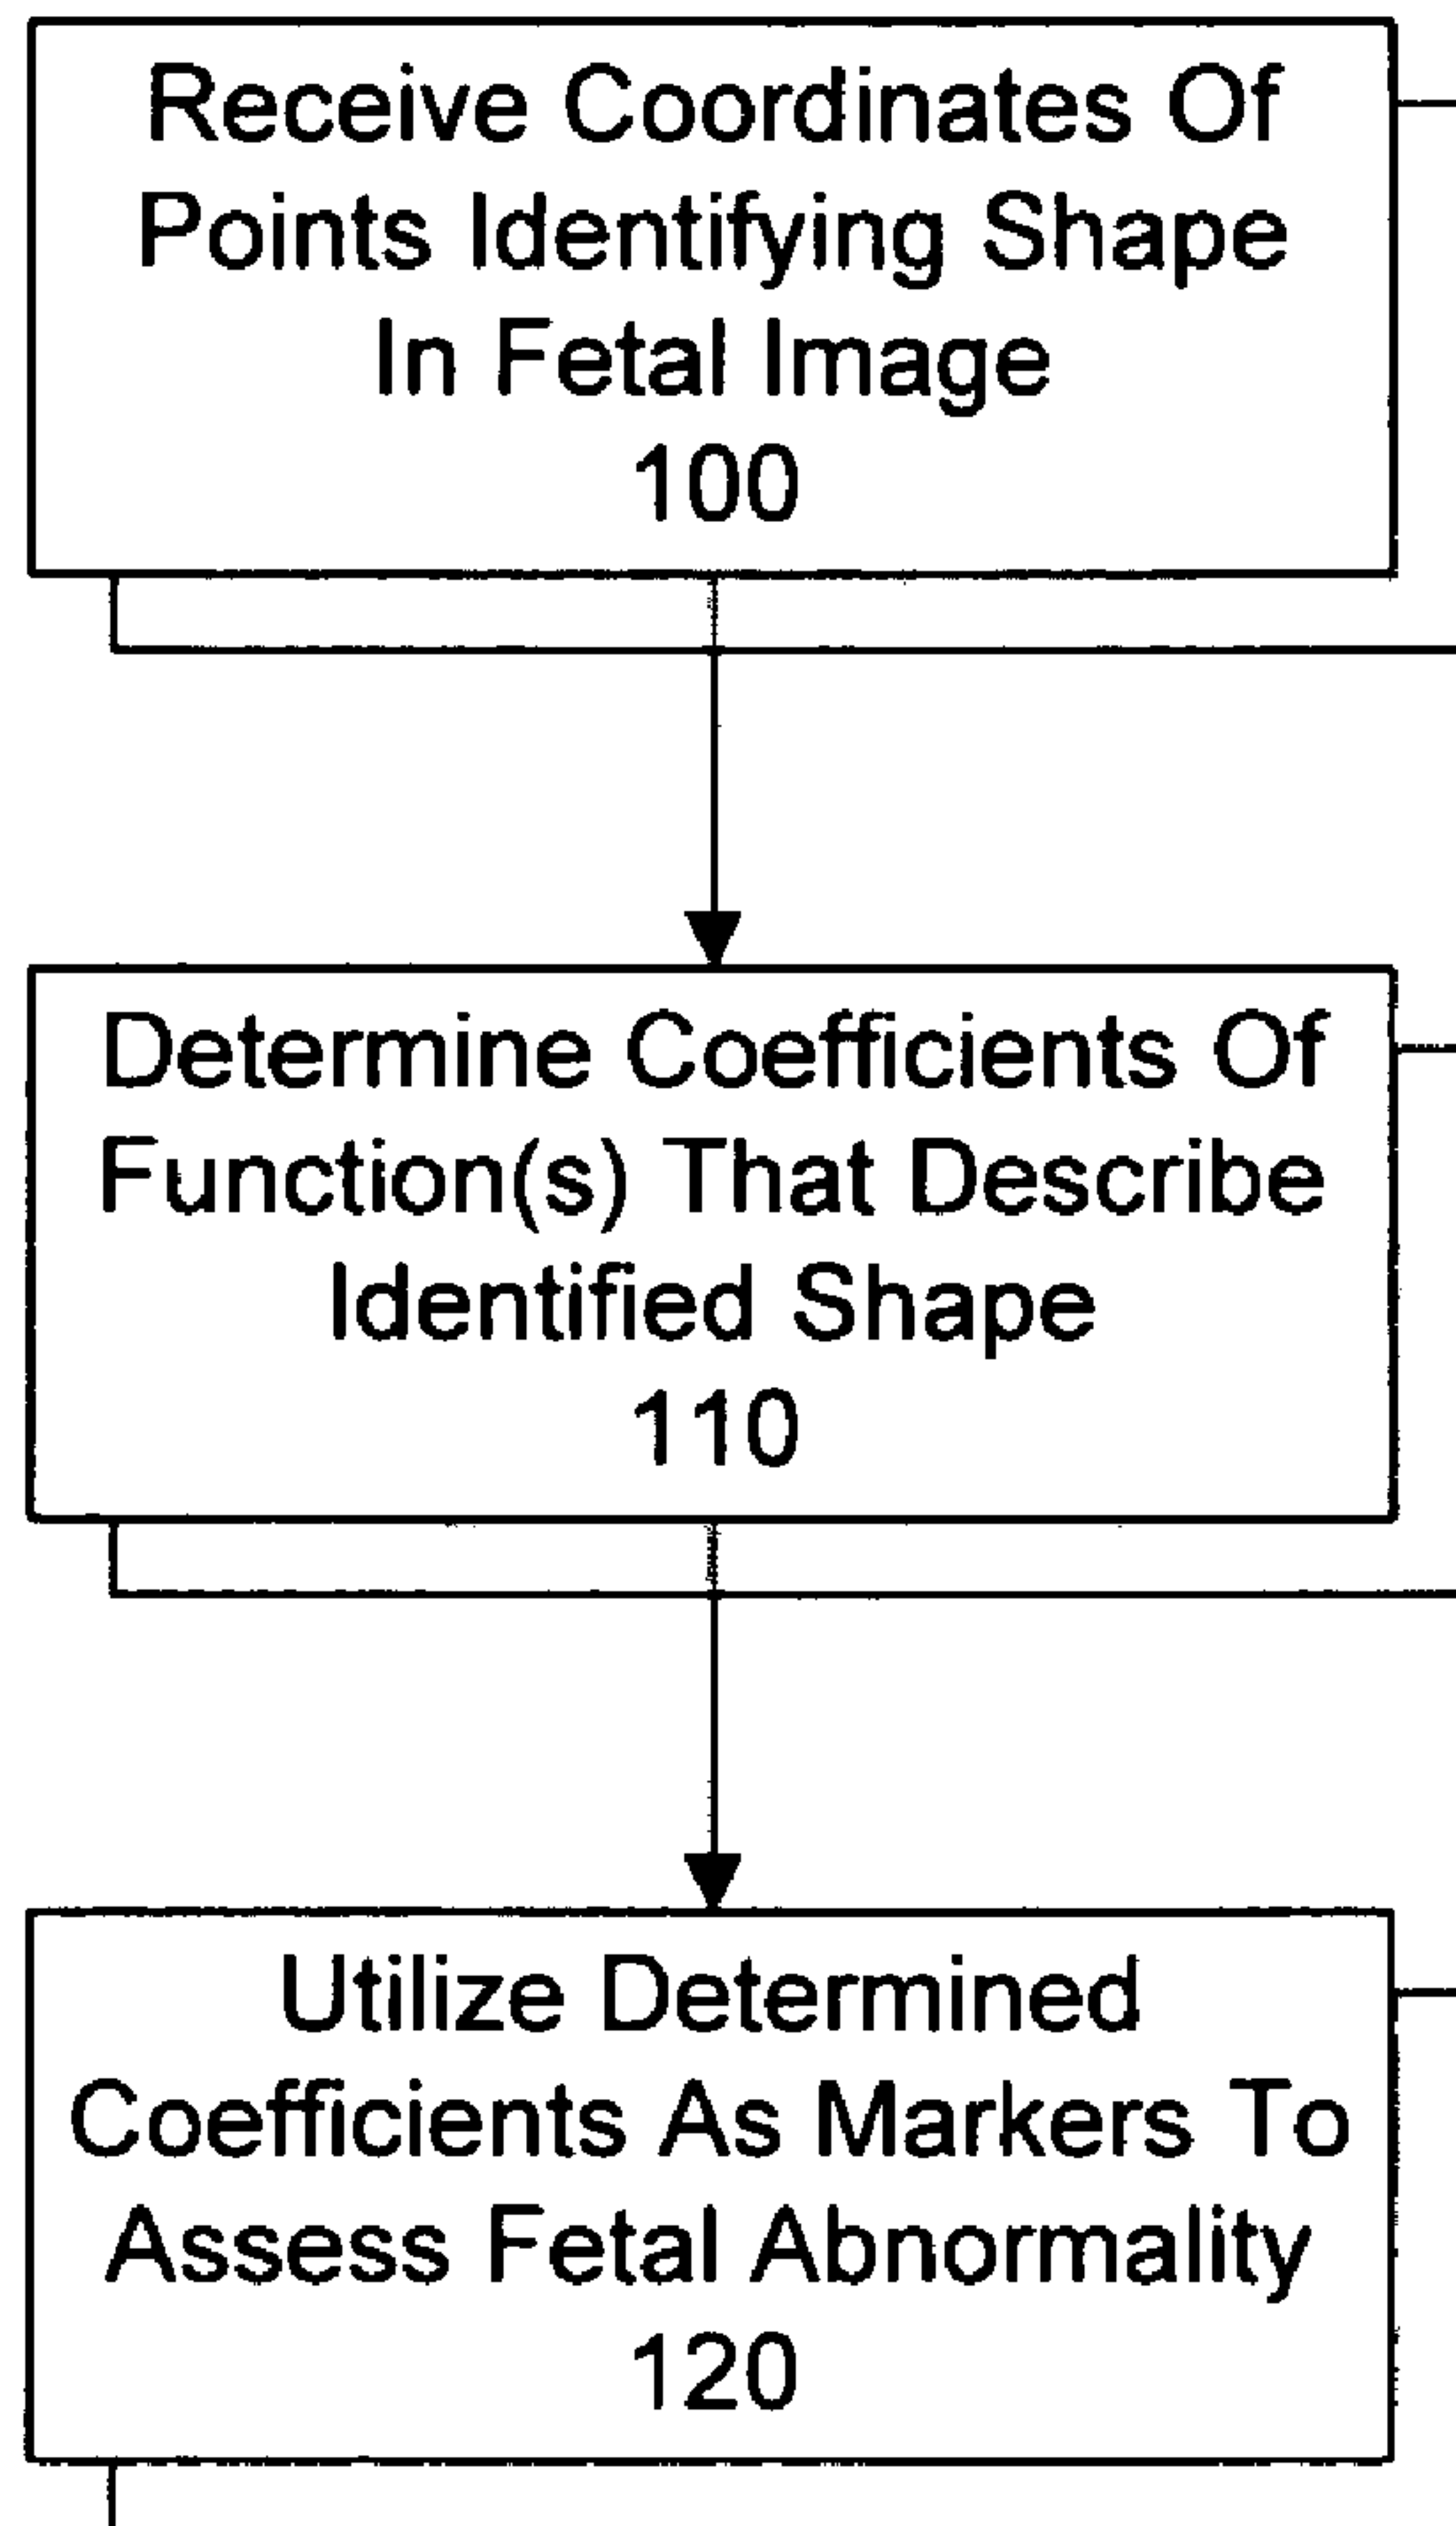 Receive Coordinates Of
Points Identifying Shape
In Fetal Image
100
Determine Coefficients Of
Function(s) That Describe
Identified Shape
110
Utilize Determined
Coefficients As Markers To
Assess Fetal Abnormality
120